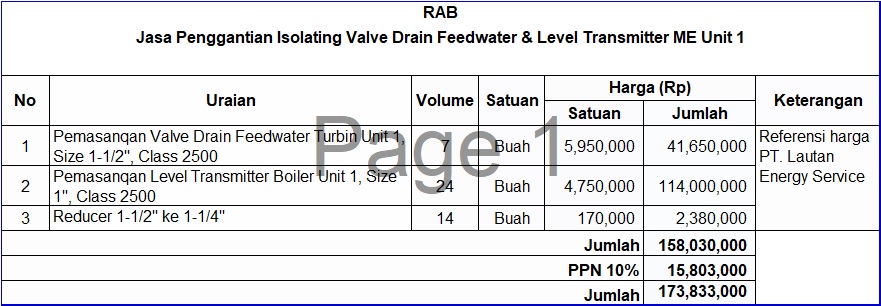 RAB
Jasa Penggantian Isolating Valve Drain Feedwater & Level Transmitter ME Unit 1
No Uraian Volume Satuan Harga (Rp) Keterangan
Satuan Jumlah
1 Pemasanqan Valve Drain Feedwater Turbin Unit 1, Size 1-1/2", Class 2500 7 Buah 5,950,000 41,650,000 Referensi harga PT. Lautan Energy Service
2 Pemasanqan Level Transmitter Boiler Unit 1, Size 1", Class 2500 24 Buah 4,750,000 114,000,000
3 Reducer 1-1/2" ke 1-1/4" 14 Buah 170,000 2,380,000
Jumlah 158,030,000
PPN 10% 15,803,000
Jumlah 173,833,000
Page 1